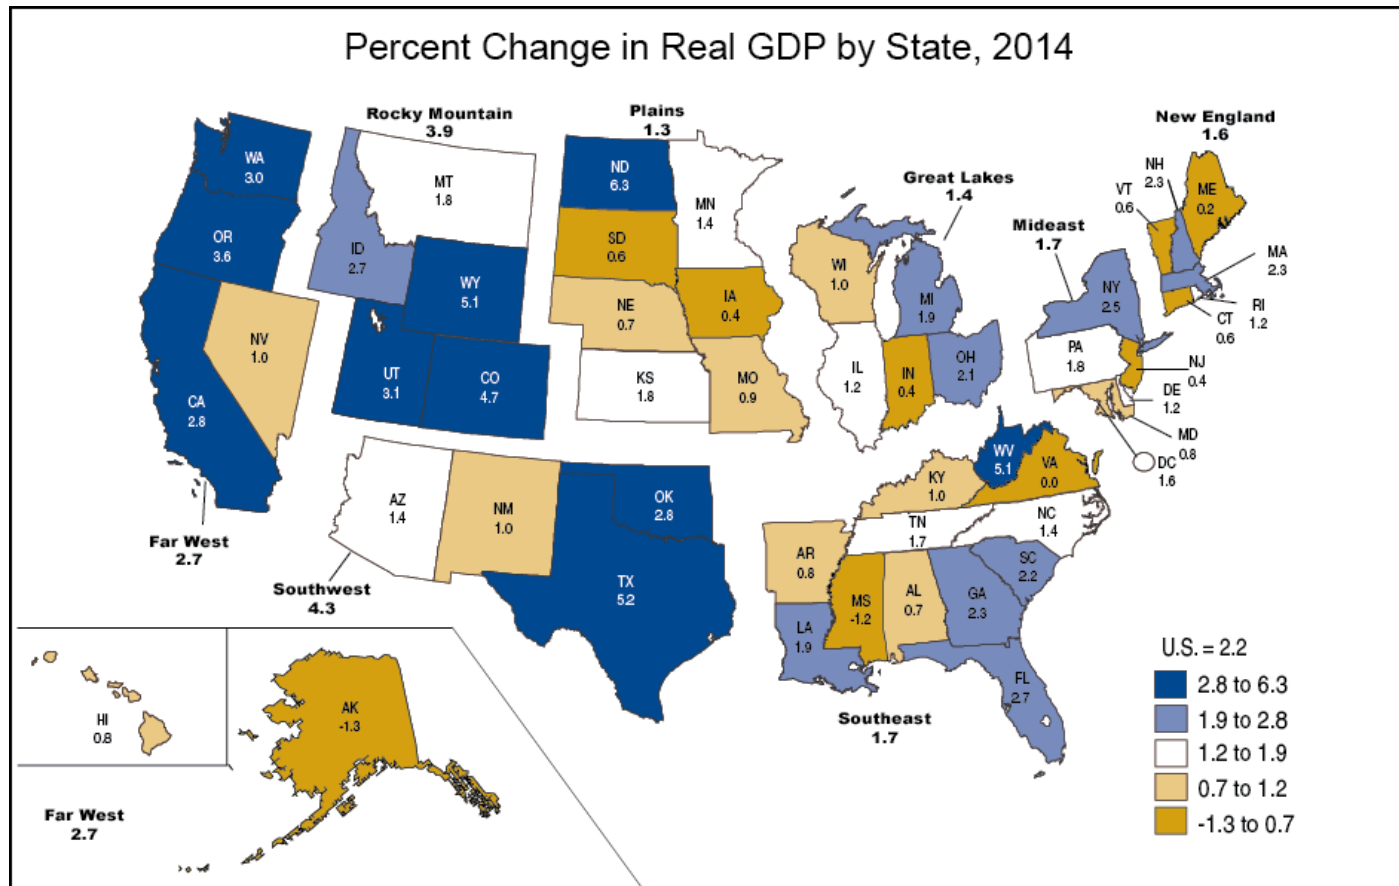 Percent Change in Real GDP by State, 2014
Rocky Mountain
3.9
Plains
1.3
New England
1.6
Great Lakes
1.4
Mideast
1.7
WA
3.0
OR
3.6
CA
2.8
NV
1.0
ID
2.7
MT
1.8
WY
5.1
UT
3.1
CO
4.7
ND
6.3
SD
0.6
NE
0.7
KS
1.8
MN
1.4
IA
0.4
MO
0.9
WI
1.0
IL
1.2
MI
1.9
IN
0.4
OH
2.1
NH
2.3
VT
0.6
ME
0.2
MA
2.3
RI
1.2
CT
0.6
NY
2.5
PA
1.8
NJ
0.4
DE
1.2
MD
0.8
DC
1.6
Far West
2.7
AZ
1.4
NM
1.0
OK
2.8
TX
5.2
Southwest
4.3
WV
5.1
VA
0.0
KY
1.0
TN
1.7
NC
1.4
AR
0.8
LA
1.9
MS
-1.2
AL
0.7
GA
2.3
SC
2.2
FL
2.7
Southeast
1.7
HI
0.8
AK
-1.3
Far West
2.7
U.S. = 2.2
2.8 to 6.3
1.9 to 2.8
1.2 to 1.9
0.7 to 1.2
-1.3 to 0.7